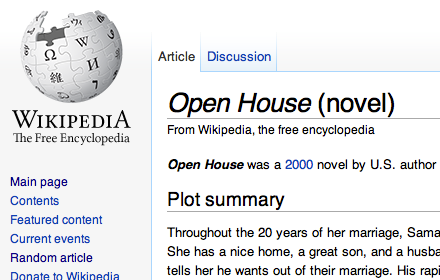 Ω W И 維
WIKIPEDIA
The Free Encyclopedia
Main page
Contents
Featured content
Current events
Random article
Donate to Wikipedia
Article Discussion
Open House (novel)
From Wikipedia, the free encyclopedia
Open House was a 2000 novel by U.S. author
Plot summary
Throughout the 20 years of her marriage, Sama
She has a nice home, a great son, and a husba
tells her he wants out of their marriage. His rap